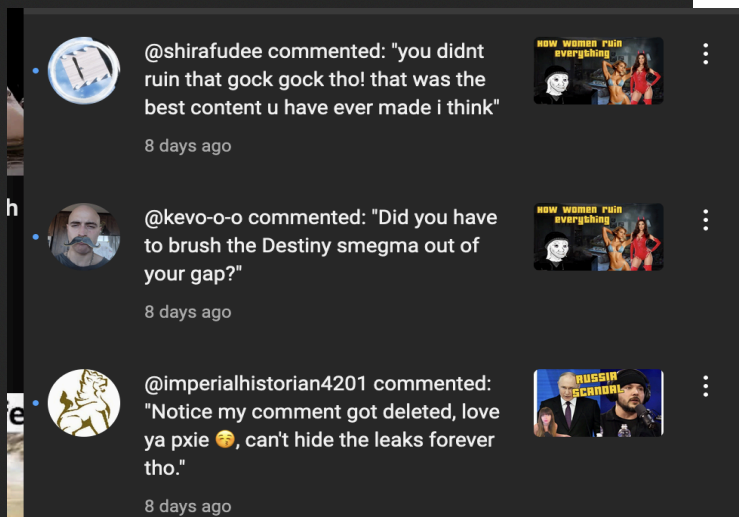 @shirafudee commented: "you didnt
ruin that gock gock tho! that was the
best content u have ever made i think"
HOW WOMEN RUIN
everything
8 days ago
h
@kevo-o-o commented: "Did you have
to brush the Destiny smegma out of
your gap?"
HOW WOMEN RUIN
everything
8 days ago
@imperialhistorian4201 commented:
"Notice my comment got deleted, love
ya pxie 😚, can't hide the leaks forever
tho."
RUSSIA
SCANDAL
fe
8 days ago